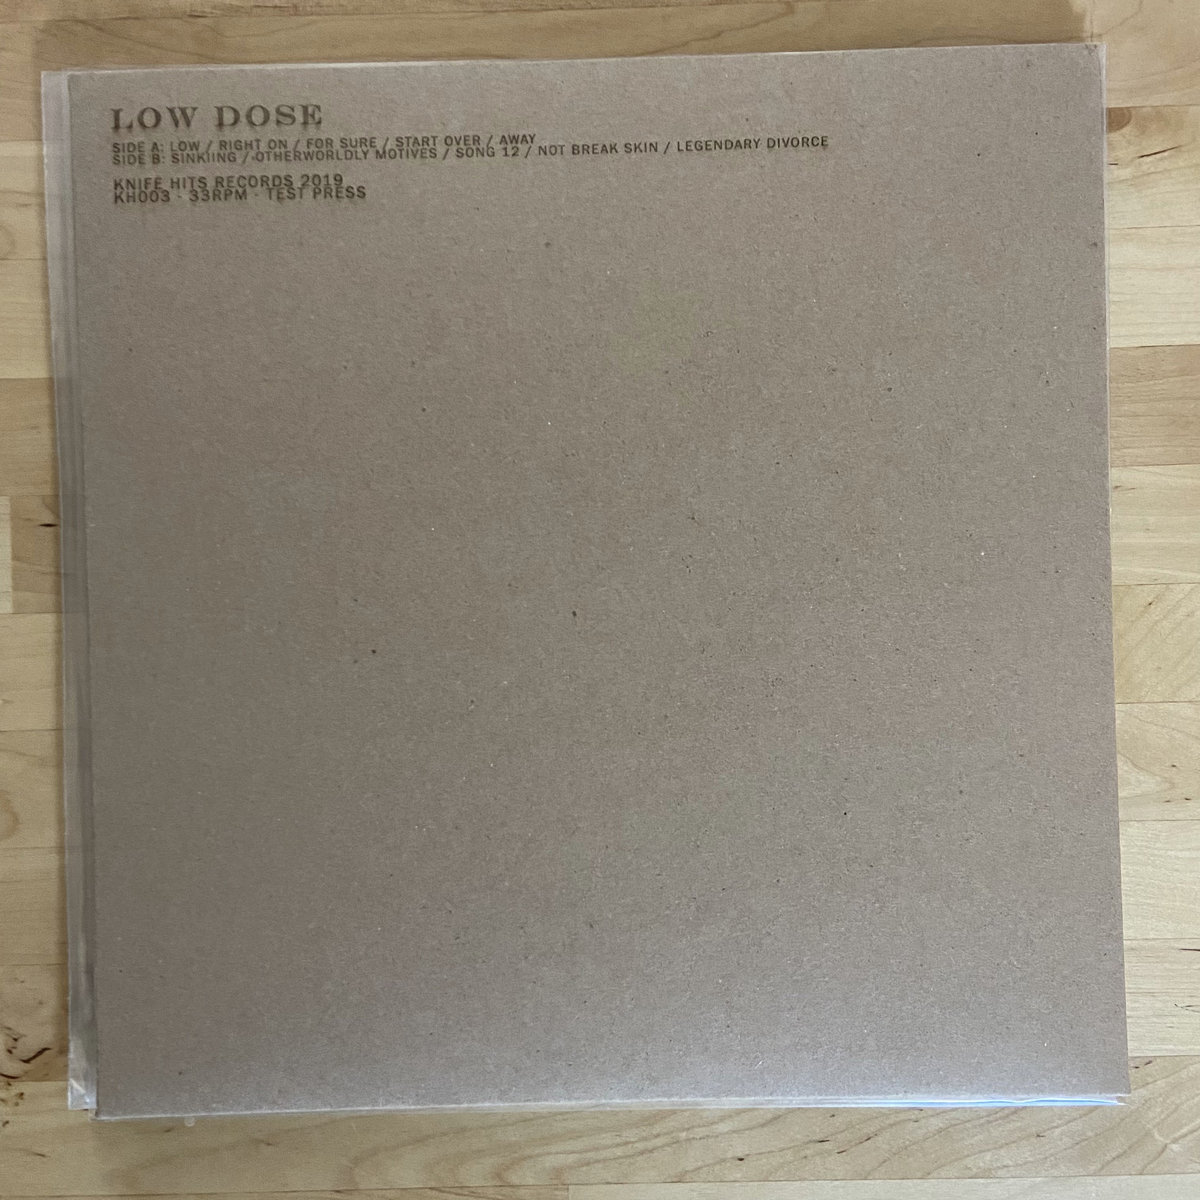 LOW DOSE
SIDE A: LOW / RIGHT ON / FOR SURE / START OVER / AWAY
SIDE B: SINKIING / OTHERWORLDLY MOTIVES / SONG 12 / NOT BREAK SKIN / LEGENDARY DIVORCE
KNIFE HITS RECORDS 2019
KH003 - 33RPM - TEST PRESS